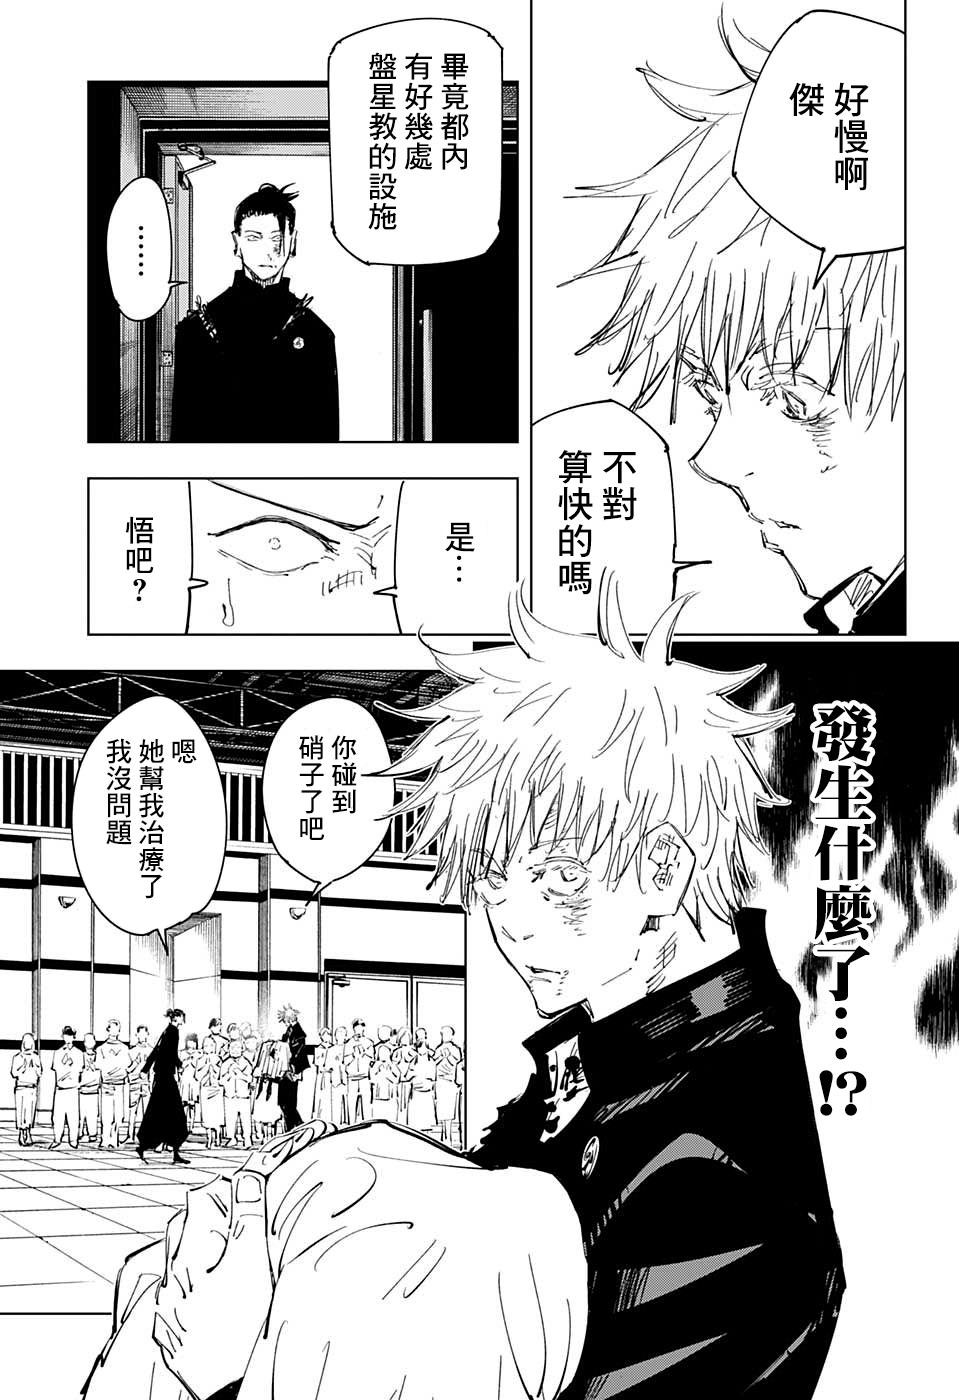 好慢啊
傑
不對
算快的嗎
畢竟都內
有好幾處
盤星教的設施
……
是…
悟吧?
發生什麼了……!?
你碰到
硝子了吧
嗯
她幫我治療了
我沒問題